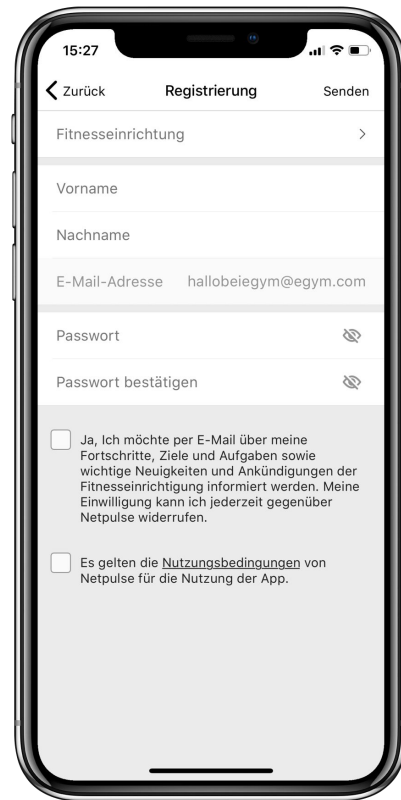 15:27
Zurück Registrierung Senden
Fitnesseinrichtung
Vorname
Nachname
E-Mail-Adresse hallobeiegym@egym.com
Passwort
Passwort bestätigen
Ja, Ich möchte per E-Mail über meine
Fortschritte, Ziele und Aufgaben sowie
wichtige Neuigkeiten und Ankündigungen der
Fitnesseinrichtigung informiert werden. Meine
Einwilligung kann ich jederzeit gegenüber
Netpulse widerrufen.
Es gelten die Nutzungsbedingungen von
Netpulse für die Nutzung der App.